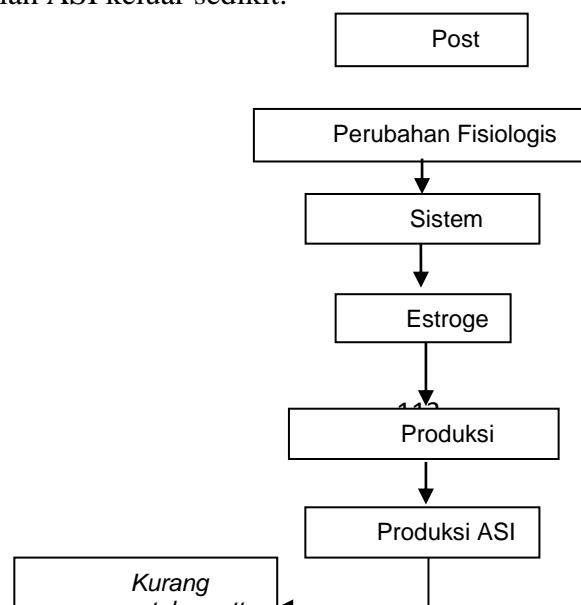 ASI keluar sedikit.
Post
Perubahan Fisiologis
Sistem
Estroge
Produksi
Produksi ASI
Kurang